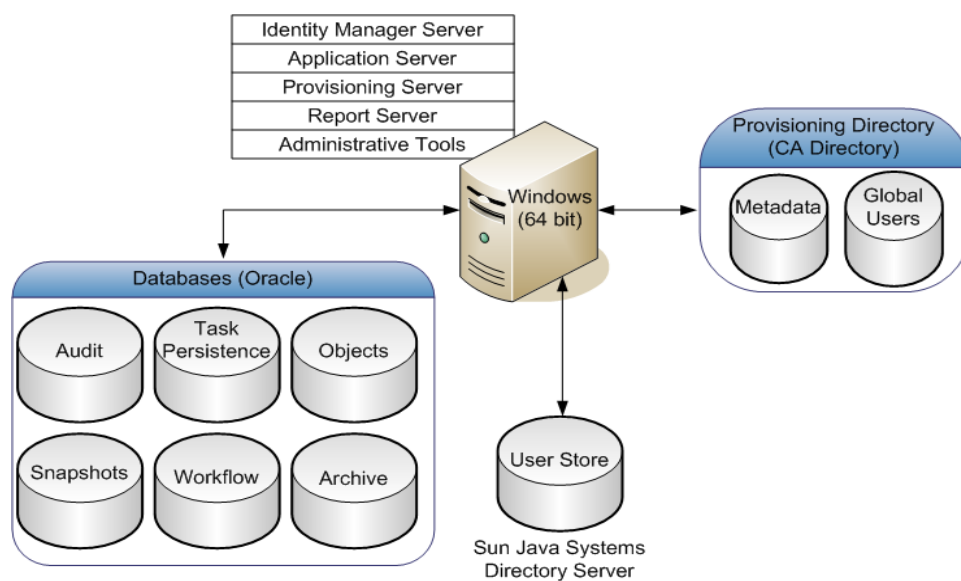 Identity Manager Server
Application Server
Provisioning Server
Report Server
Administrative Tools
Windows
(64 bit)
Provisioning Directory
(CA Directory)
Metadata
Global
Users
Databases (Oracle)
Audit
Task
Persistence
Objects
Snapshots
Workflow
Archive
User Store
Sun Java Systems
Directory Server